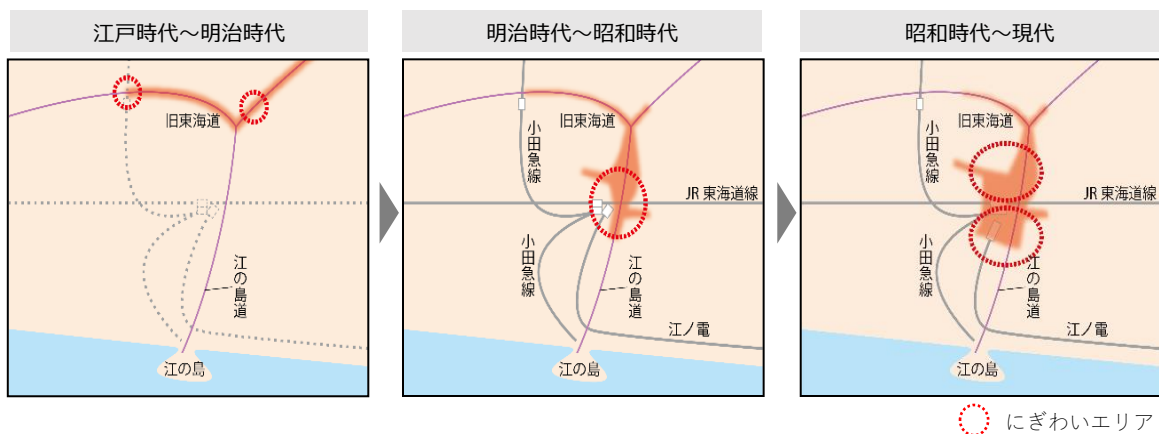 江戸時代～明治時代
旧東海道
江の島道
江の島
明治時代～昭和時代
旧東海道
小田急線
JR 東海道線
小田急線
江の島道
江ノ電
江の島
昭和時代～現代
旧東海道
小田急線
JR 東海道線
小田急線
江の島道
江ノ電
江の島
にぎわいエリア